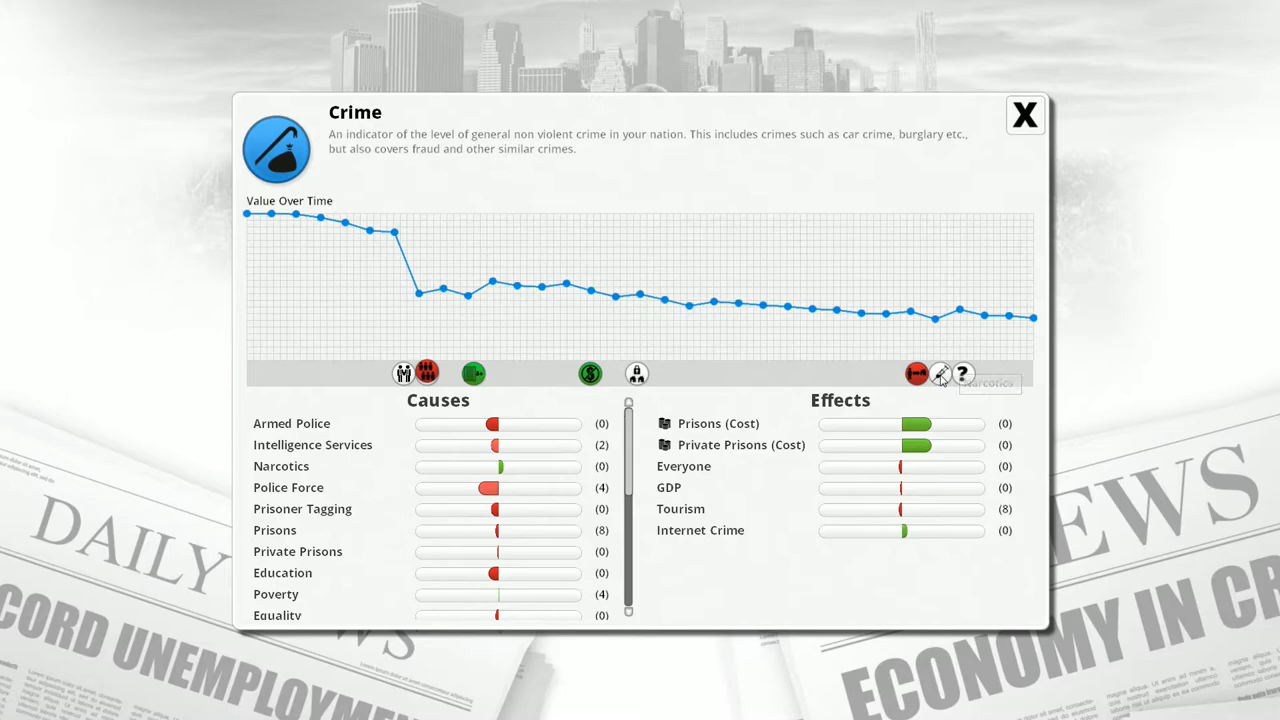 Crime
X
An indicator of the level of general non violent crime in your nation. This includes crimes such as car crime, burglary etc.,
but also covers fraud and other similar crimes.
Value Over Time
?
Narcotics
Causes
Effects
Armed Police (0)
Intelligence Services (2)
Narcotics (0)
Police Force (4)
Prisoner Tagging (0)
Prisons (8)
Private Prisons (0)
Education (0)
Poverty (4)
Equality (0)
Prisons (Cost) (0)
Private Prisons (Cost) (0)
Everyone (0)
GDP (0)
Tourism (8)
Internet Crime (0)
DAILY
NEWS
CORD UNEMPLOYME
EWS
ECONOMY IN CR